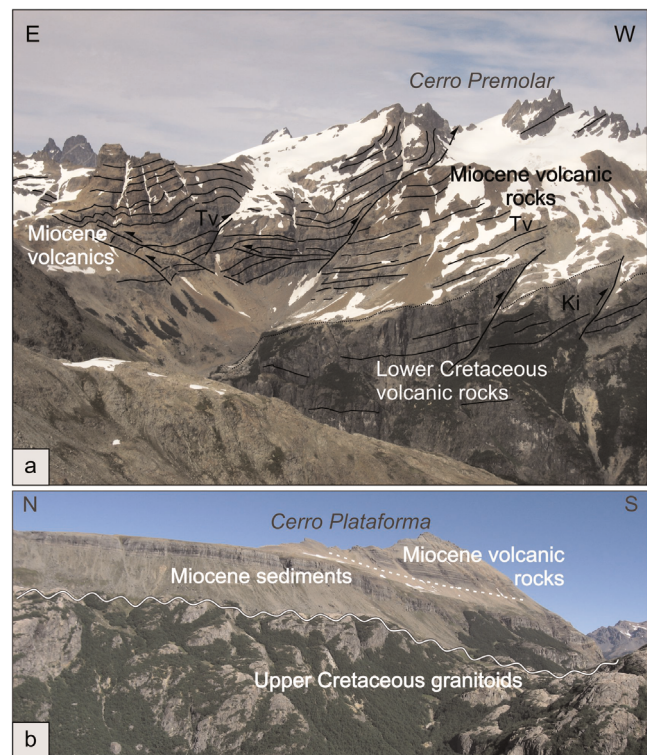 E
W
Cerro Premolar
Miocene volcanic
rocks
Tv
Tv
Miocene
volcanics
Ki
Lower Cretaceous
volcanic rocks
a
N
S
Cerro Plataforma
Miocene volcanic
rocks
Miocene sediments
Upper Cretaceous granitoids
b